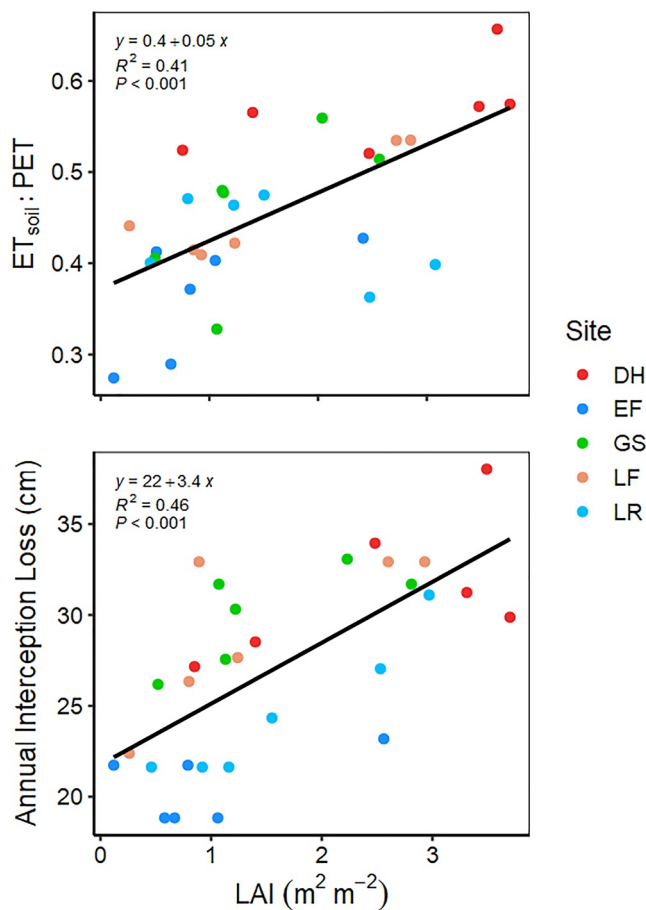 y = 0.4 + 0.05 x
R² = 0.41
P < 0.001
0.6
0.5
0.4
0.3
ETsoil : PET
y = 22 + 3.4 x
R² = 0.46
P < 0.001
35
30
25
20
Annual Interception Loss (cm)
0 1 2 3
LAI (m² m⁻²)
Site
DH
EF
GS
LF
LR